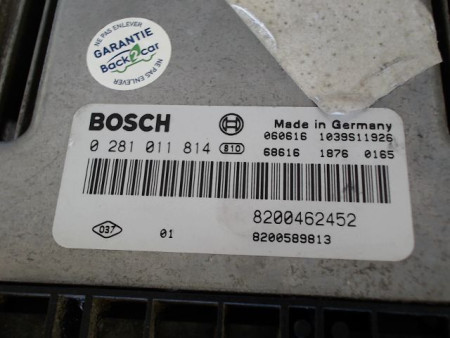 NE PAS ENLEVER
GARANTIE
Back2car
NE PAS ENLEVER
BOSCH
Made in Germany
060616 1039S11926
0 281 011 814 B10
68616 1876 0165
8200462452
037
01
8200589813